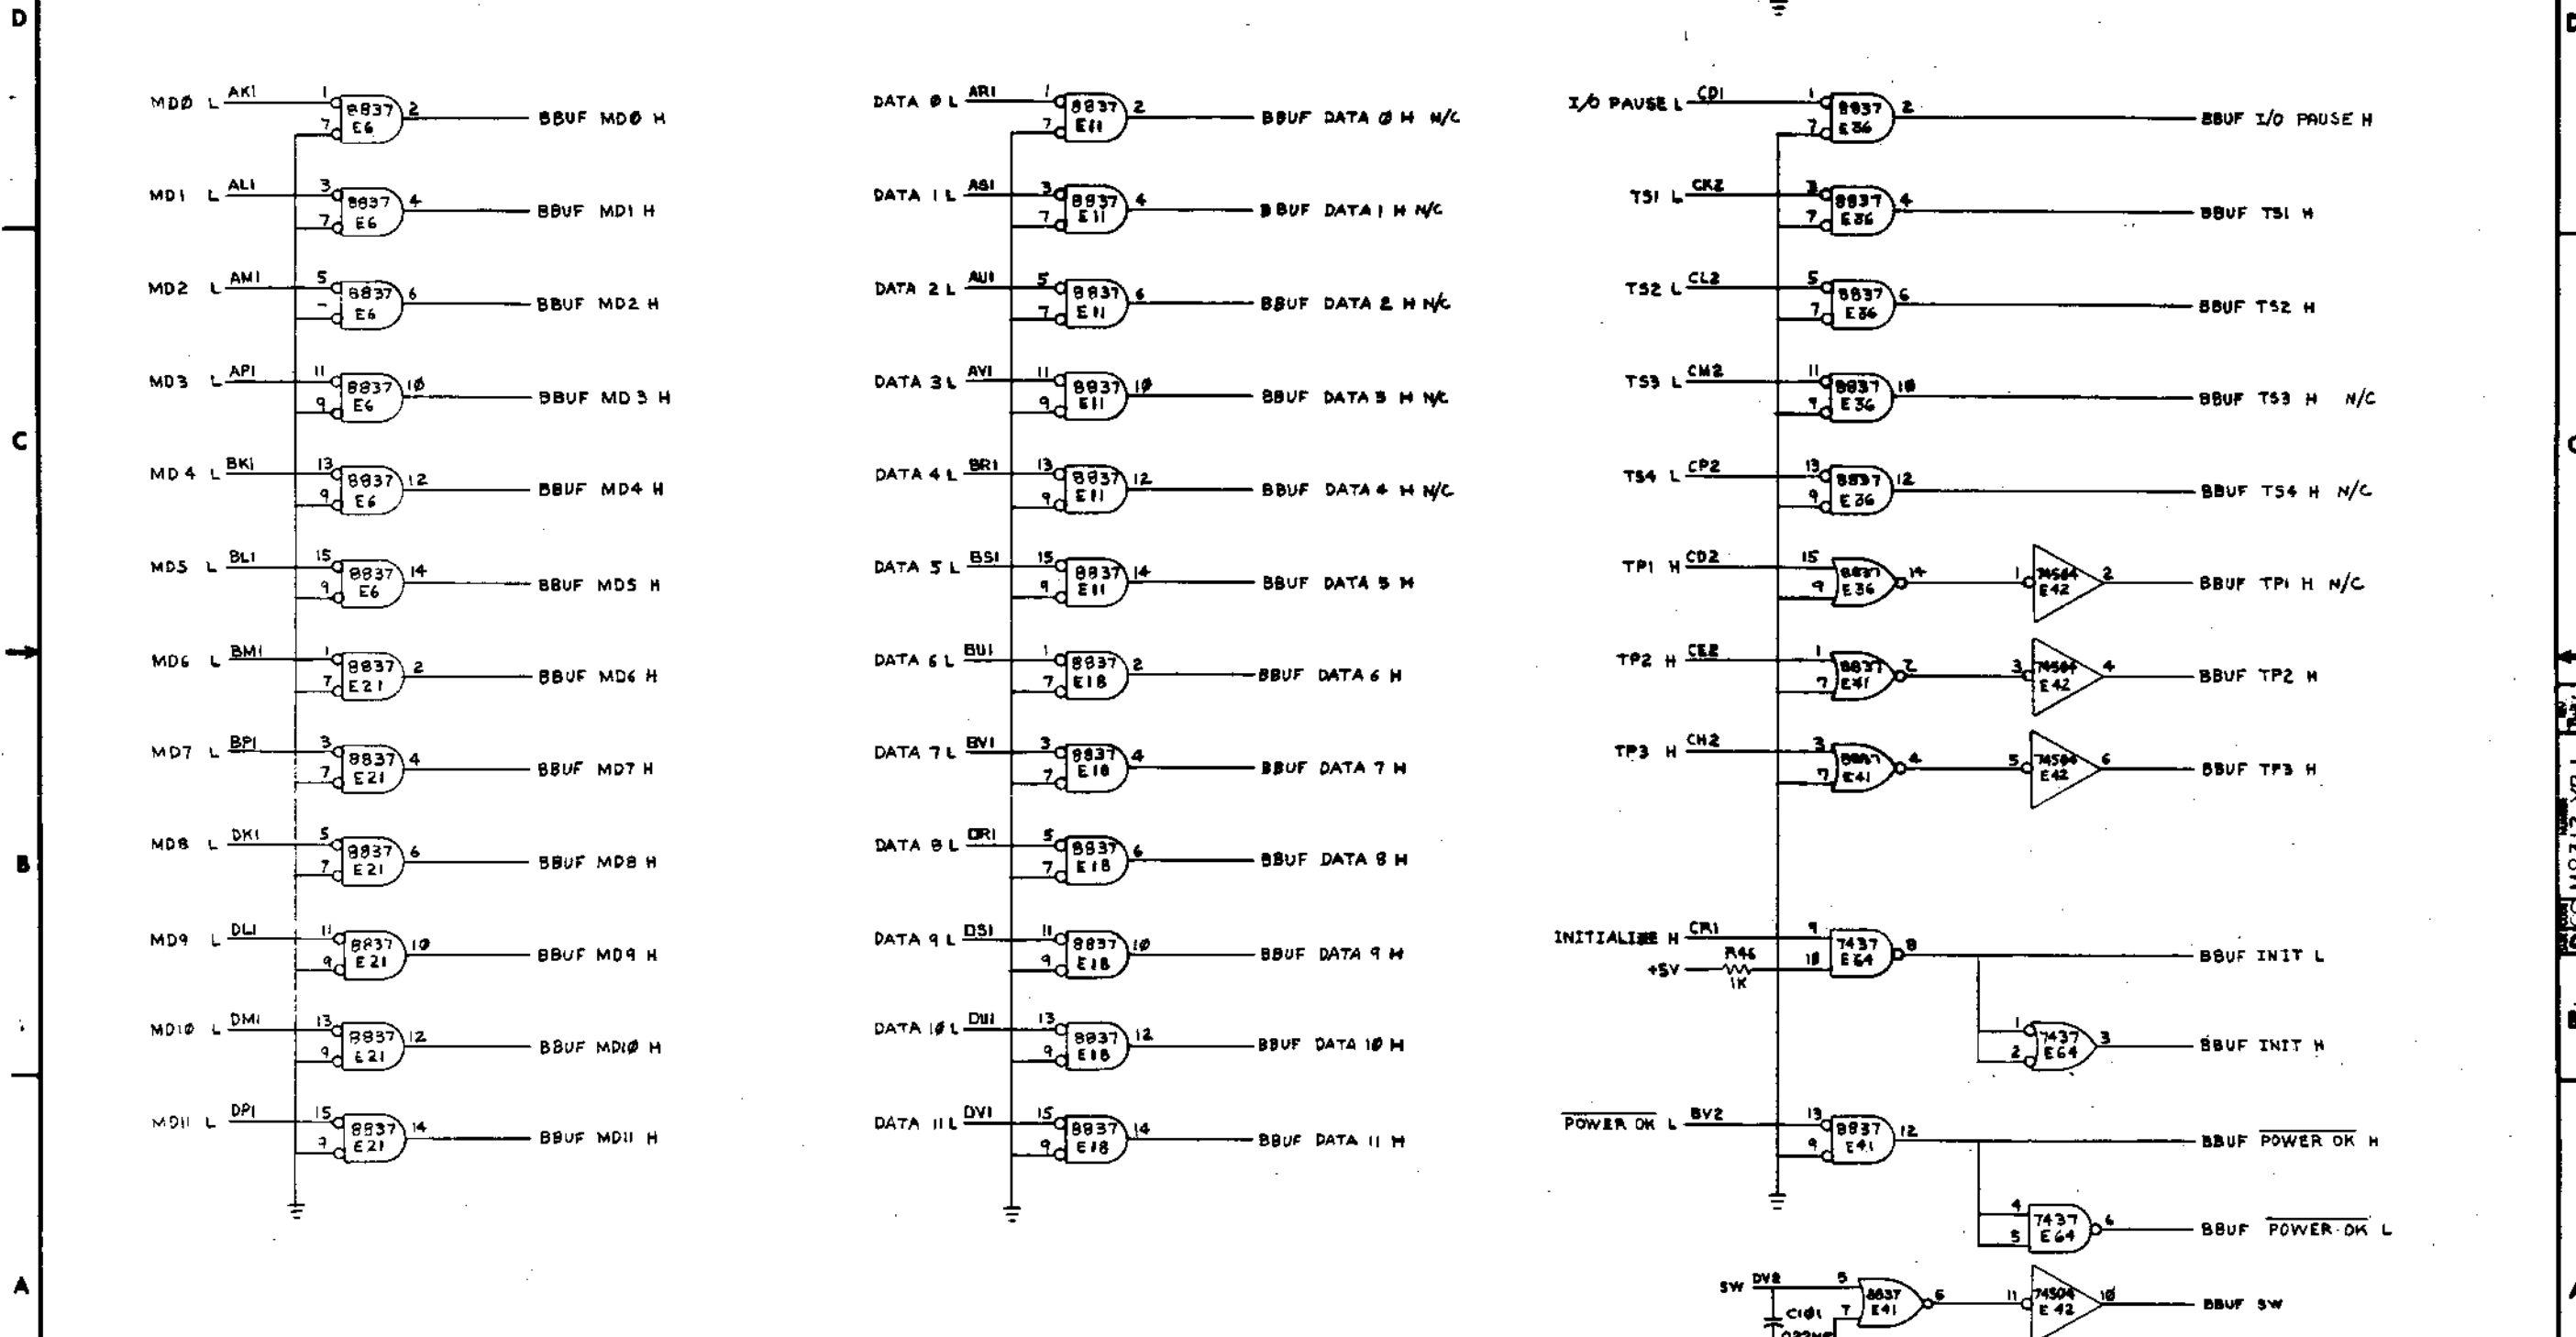 D
MDØ L AK1 1 7 8837 E6 2 BBUF MDØ H
MD1 L AL1 3 7 8837 E6 4 BBUF MD1 H
MD2 L AM1 5 8837 E6 6 BBUF MD2 H
MD3 L AP1 11 9 8837 E6 1Ø BBUF MD3 H
MD4 L BK1 13 9 8837 E6 12 BBUF MD4 H
MD5 L BL1 15 9 8837 E6 14 BBUF MD5 H
MD6 L BM1 1 7 8837 E21 2 BBUF MD6 H
MD7 L BP1 3 7 8837 E21 4 BBUF MD7 H
MD8 L DK1 5 7 8837 E21 6 BBUF MD8 H
MD9 L DL1 11 9 8837 E21 1Ø BBUF MD9 H
MD1Ø L DM1 13 9 8837 E21 12 BBUF MD1Ø H
MD11 L DP1 15 9 8837 E21 14 BBUF MD11 H
DATA Ø L AR1 1 7 8837 E11 2 BBUF DATA Ø H N/C
DATA 1 L AS1 3 7 8837 E11 4 BBUF DATA 1 H N/C
DATA 2 L AU1 5 7 8837 E11 6 BBUF DATA 2 H N/C
DATA 3 L AV1 11 9 8837 E11 1Ø BBUF DATA 3 H N/C
DATA 4 L BR1 13 9 8837 E11 12 BBUF DATA 4 H N/C
DATA 5 L BS1 15 9 8837 E11 14 BBUF DATA 5 H
DATA 6 L BU1 1 7 8837 E18 2 BBUF DATA 6 H
DATA 7 L BV1 3 7 8837 E18 4 BBUF DATA 7 H
DATA 8 L DR1 5 7 8837 E18 6 BBUF DATA 8 H
DATA 9 L DS1 11 9 8837 E18 1Ø BBUF DATA 9 H
DATA 1Ø L DU1 13 9 8837 E18 12 BBUF DATA 1Ø H
DATA 11 L DV1 15 9 8837 E18 14 BBUF DATA 11 H
I/O PAUSE L CD1 1 7 8837 E36 2 BBUF I/O PAUSE H
TS1 L CK2 3 7 8837 E36 4 BBUF TS1 H
TS2 L CL2 5 7 8837 E36 6 BBUF TS2 H
TS3 L CM2 11 9 8837 E36 1Ø BBUF TS3 H N/C
TS4 L CP2 13 9 8837 E36 12 BBUF TS4 H N/C
TP1 H CD2 15 9 8837 E36 14 1 74S04 E42 2 BBUF TP1 H N/C
TP2 H CE2 1 7 8837 E41 2 3 74S04 E42 4 BBUF TP2 H
TP3 H CH2 3 7 8837 E41 4 5 74S04 E42 6 BBUF TP3 H
INITIALIZE H CR1 9 7437 E64 8 BBUF INIT L
+5V R46 1K 1Ø
1 2 7437 E64 3 BBUF INIT H
POWER OK L BV2 13 9 8837 E41 12 BBUF POWER OK H
4 5 7437 E64 6 BBUF POWER OK L
SW DV2 5 7 8837 E41 6 11 74S04 E42 1Ø BBUF SW
C1Ø1
C
B
A